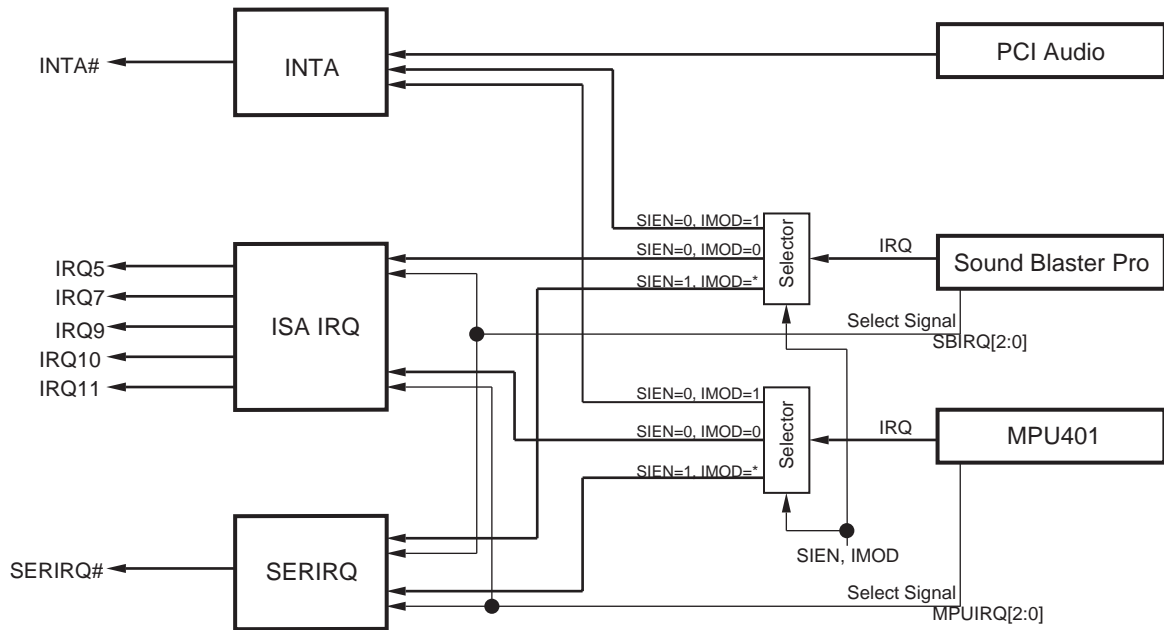 INTA#
INTA
PCI Audio
SIEN=0, IMOD=1
SIEN=0, IMOD=0
SIEN=1, IMOD=*
Selector
IRQ
Sound Blaster Pro
IRQ5
IRQ7
IRQ9
IRQ10
IRQ11
ISA IRQ
Select Signal
SBIRQ[2:0]
SIEN=0, IMOD=1
SIEN=0, IMOD=0
SIEN=1, IMOD=*
Selector
IRQ
MPU401
SIEN, IMOD
SERIRQ#
SERIRQ
Select Signal
MPUIRQ[2:0]